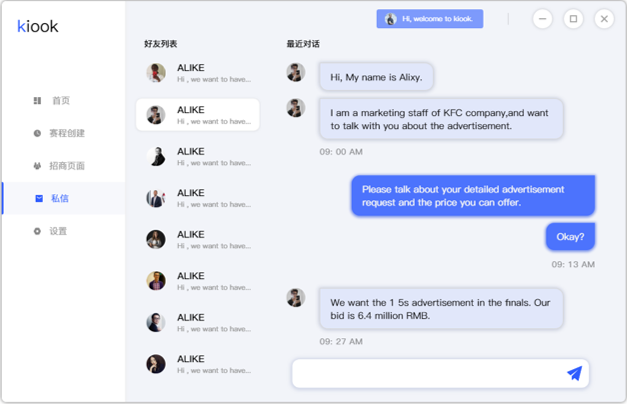 kiook
Hi, welcome to kiook.
首页
赛程创建
招商页面
私信
设置
好友列表
ALIKE
Hi , we want to have...
ALIKE
Hi , we want to have...
ALIKE
Hi , we want to have...
ALIKE
Hi , we want to have...
ALIKE
Hi , we want to have...
ALIKE
Hi , we want to have...
ALIKE
Hi , we want to have...
ALIKE
Hi , we want to have...
最近对话
Hi, My name is Alixy.
I am a marketing staff of KFC company,and want
to talk with you about the advertisement.
09: 00 AM
Please talk about your detailed advertisement
request and the price you can offer.
Okay?
09: 13 AM
We want the 1 5s advertisement in the finals. Our
bid is 6.4 million RMB.
09: 27 AM